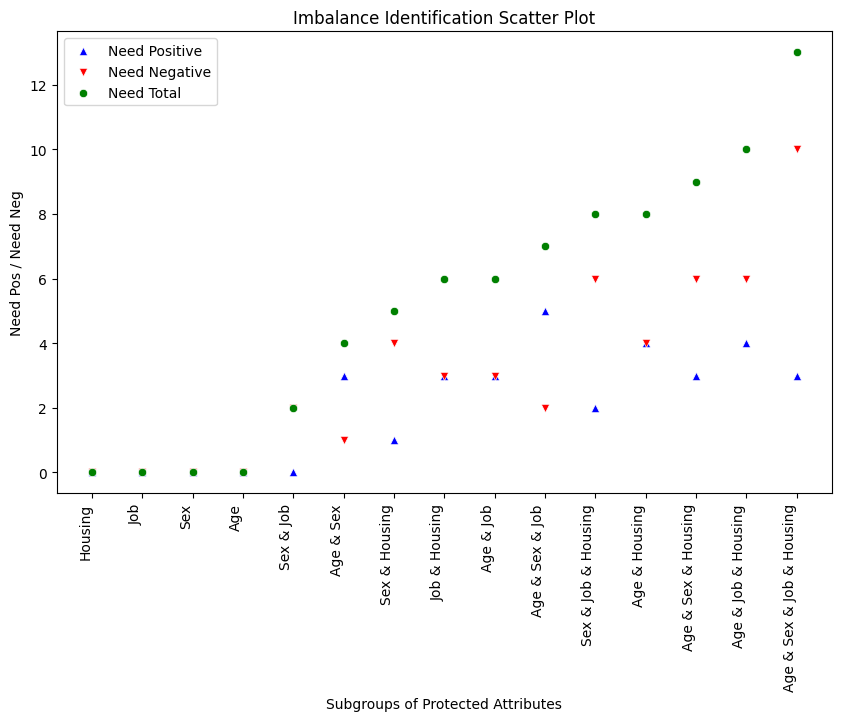 Imbalance Identification Scatter Plot
Need Positive
Need Negative
Need Total
Need Pos / Need Neg
12
10
8
6
4
2
0
Housing
Job
Sex
Age
Sex & Job
Age & Sex
Sex & Housing
Job & Housing
Age & Job
Age & Sex & Job
Sex & Job & Housing
Age & Housing
Age & Sex & Housing
Age & Job & Housing
Age & Sex & Job & Housing
Subgroups of Protected Attributes